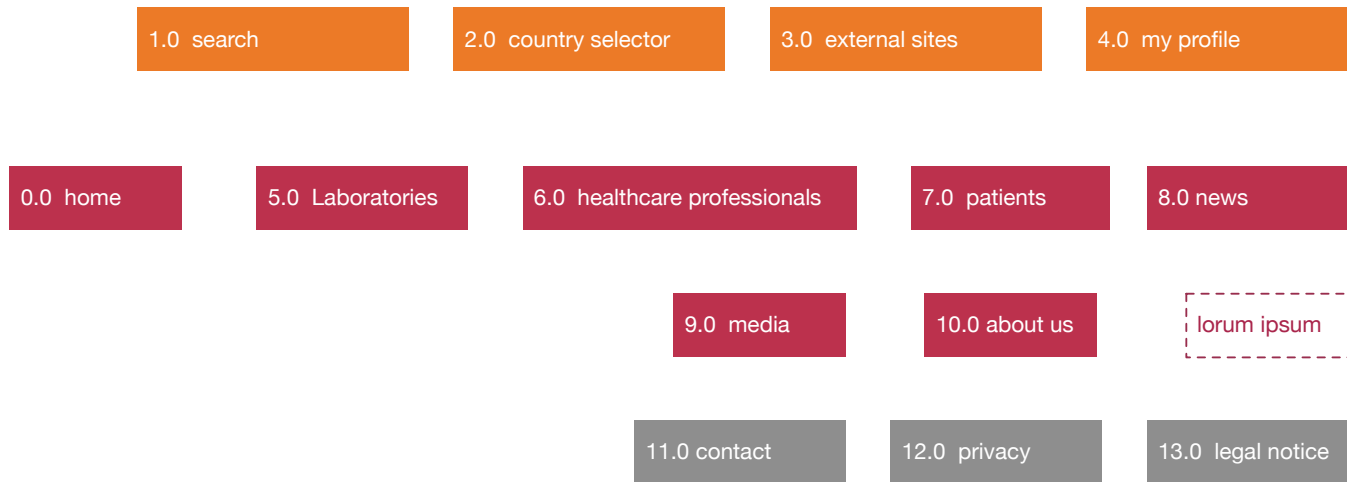 1.0 search
2.0 country selector
3.0 external sites
4.0 my profile
0.0 home
5.0 Laboratories
6.0 healthcare professionals
7.0 patients
8.0 news
9.0 media
10.0 about us
lorum ipsum
11.0 contact
12.0 privacy
13.0 legal notice